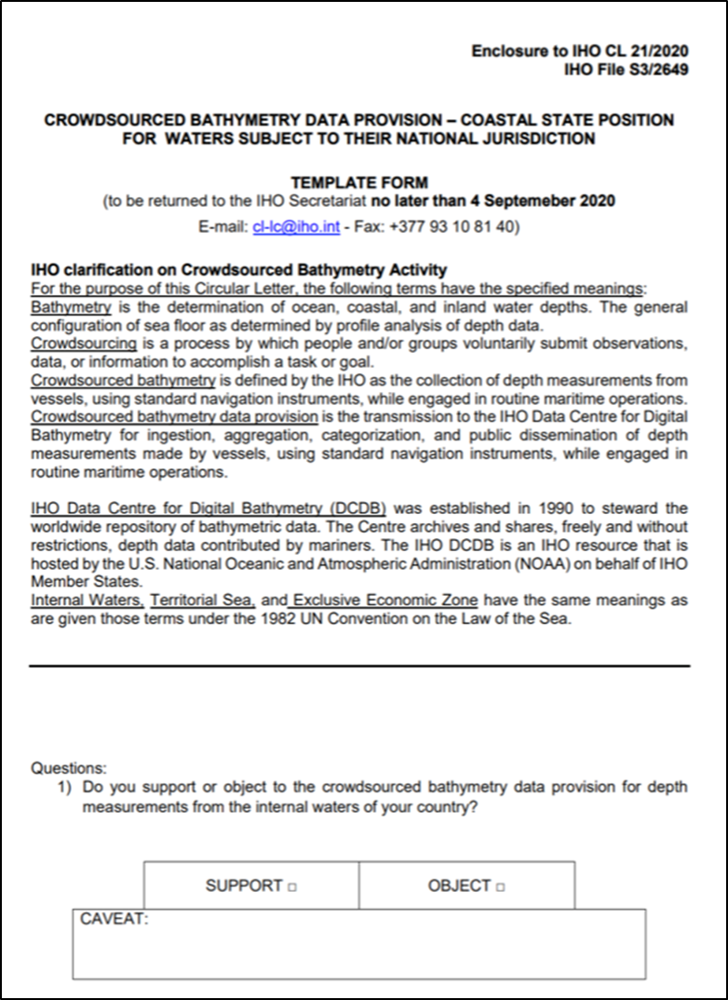 Enclosure to IHO CL 21/2020
IHO File S3/2649
CROWDSOURCED BATHYMETRY DATA PROVISION – COASTAL STATE POSITION
FOR WATERS SUBJECT TO THEIR NATIONAL JURISDICTION
TEMPLATE FORM
(to be returned to the IHO Secretariat no later than 4 Septemeber 2020
E-mail: cl-lc@iho.int - Fax: +377 93 10 81 40)
IHO clarification on Crowdsourced Bathymetry Activity
For the purpose of this Circular Letter, the following terms have the specified meanings:
Bathymetry is the determination of ocean, coastal, and inland water depths. The general
configuration of sea floor as determined by profile analysis of depth data.
Crowdsourcing is a process by which people and/or groups voluntarily submit observations,
data, or information to accomplish a task or goal.
Crowdsourced bathymetry is defined by the IHO as the collection of depth measurements from
vessels, using standard navigation instruments, while engaged in routine maritime operations.
Crowdsourced bathymetry data provision is the transmission to the IHO Data Centre for Digital
Bathymetry for ingestion, aggregation, categorization, and public dissemination of depth
measurements made by vessels, using standard navigation instruments, while engaged in
routine maritime operations.
IHO Data Centre for Digital Bathymetry (DCDB) was established in 1990 to steward the
worldwide repository of bathymetric data. The Centre archives and shares, freely and without
restrictions, depth data contributed by mariners. The IHO DCDB is an IHO resource that is
hosted by the U.S. National Oceanic and Atmospheric Administration (NOAA) on behalf of IHO
Member States.
Internal Waters, Territorial Sea, and Exclusive Economic Zone have the same meanings as
are given those terms under the 1982 UN Convention on the Law of the Sea.
Questions:
1) Do you support or object to the crowdsourced bathymetry data provision for depth
measurements from the internal waters of your country?
SUPPORT □ OBJECT □
CAVEAT: